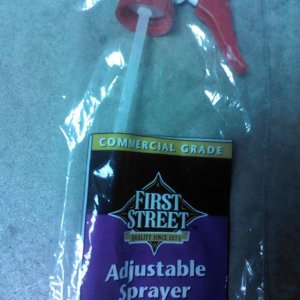 COMMERCIAL GRADE
FIRST
STREET
QUALITY SINCE 1871
Adjustable
Sprayer